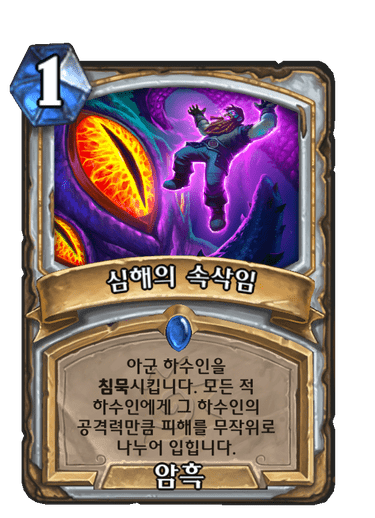 1
심해의 속삭임
아군 하수인을
침묵시킵니다. 모든 적
하수인에게 그 하수인의
공격력만큼 피해를 무작위로
나누어 입힙니다.
암흑